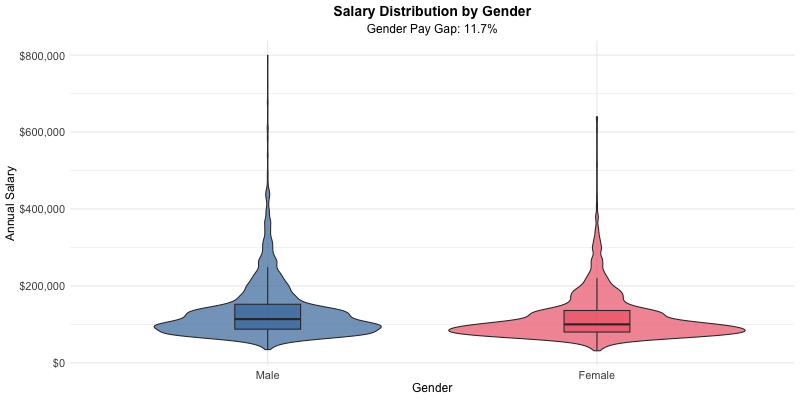 Salary Distribution by Gender
Gender Pay Gap: 11.7%
Annual Salary
$800,000
$600,000
$400,000
$200,000
$0
Male
Female
Gender